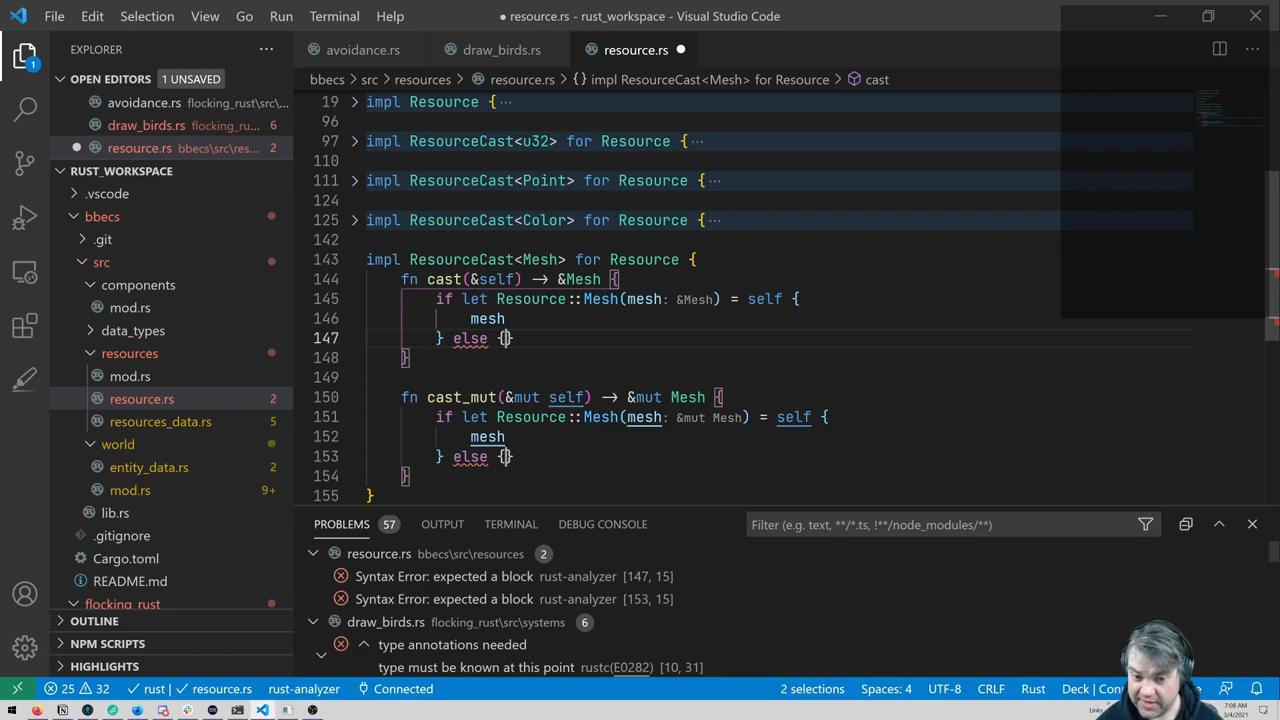 File Edit Selection View Go Run Terminal Help
● resource.rs - rust_workspace - Visual Studio Code
EXPLORER
avoidance.rs draw_birds.rs resource.rs
OPEN EDITORS 1 UNSAVED
bbecs > src > resources > resource.rs > {} impl ResourceCast<Mesh> for Resource > cast
avoidance.rs flocking_rust\src\...
draw_birds.rs flocking_rus... 6
resource.rs bbecs\src\res... 2
RUST_WORKSPACE
.vscode
bbecs
.git
src
components
mod.rs
data_types
resources
mod.rs
resource.rs 2
resources_data.rs 5
world
entity_data.rs 2
mod.rs 9+
lib.rs
.gitignore
Cargo.toml
README.md
flocking_rust
OUTLINE
NPM SCRIPTS
HIGHLIGHTS
19 impl Resource {...
96
97 impl ResourceCast<u32> for Resource {...
110
111 impl ResourceCast<Point> for Resource {...
124
125 impl ResourceCast<Color> for Resource {...
142
143 impl ResourceCast<Mesh> for Resource {
144 fn cast(&self) → &Mesh {
145 if let Resource::Mesh(mesh: &Mesh) = self {
146 mesh
147 } else {}
148 }
149
150 fn cast_mut(&mut self) → &mut Mesh {
151 if let Resource::Mesh(mesh: &mut Mesh) = self {
152 mesh
153 } else {}
154 }
155 }
PROBLEMS 57 OUTPUT TERMINAL DEBUG CONSOLE Filter (e.g. text, **/*.ts, !**/node_modules/**)
resource.rs bbecs\src\resources 2
Syntax Error: expected a block rust-analyzer [147, 15]
Syntax Error: expected a block rust-analyzer [153, 15]
draw_birds.rs flocking_rust\src\systems 6
type annotations needed
type must be known at this point rustc(E0282) [10, 31]
25 32 rust | resource.rs rust-analyzer Connected 2 selections Spaces: 4 UTF-8 CRLF Rust Deck | Con
1
Links
7:08 AM
3/4/2021